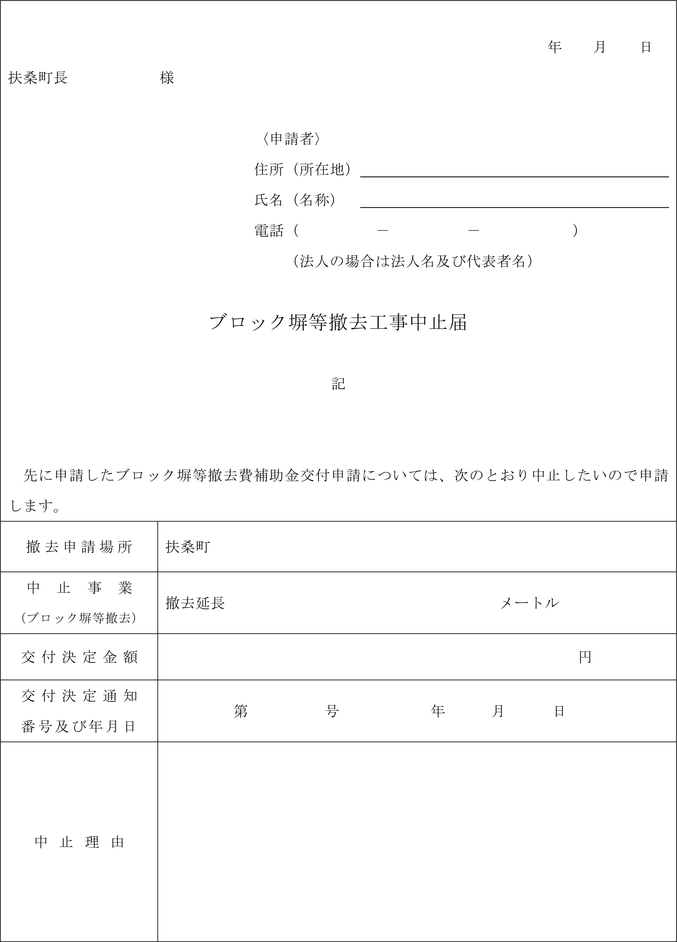 年　　月　　日
扶桑町長　　　　　　様
〈申請者〉
住所（所在地）
氏名（名称）
電話（　　　　　－　　　　　－　　　　　　）
（法人の場合は法人名及び代表者名）
ブロック塀等撤去工事中止届
記
先に申請したブロック塀等撤去費補助金交付申請については、次のとおり中止したいので申請
します。
撤去申請場所　扶桑町
中止事業
（ブロック塀等撤去）
撤去延長　　　　　　　　　　メートル
交付決定金額　　　　　　　　円
交付決定通知
番号及び年月日
第　　　　　号　　　　　　年　　　月　　　日
中止理由